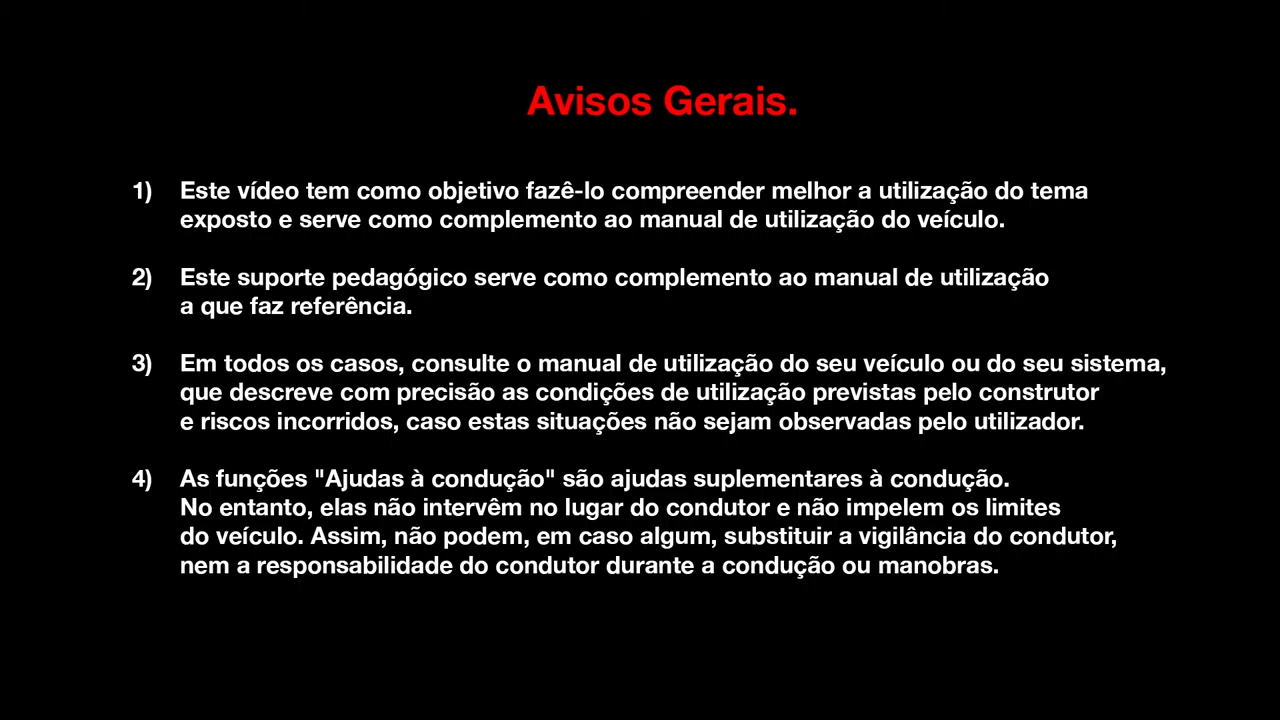 Avisos Gerais.
1) Este vídeo tem como objetivo fazê-lo compreender melhor a utilização do tema
exposto e serve como complemento ao manual de utilização do veículo.
2) Este suporte pedagógico serve como complemento ao manual de utilização
a que faz referência.
3) Em todos os casos, consulte o manual de utilização do seu veículo ou do seu sistema,
que descreve com precisão as condições de utilização previstas pelo construtor
e riscos incorridos, caso estas situações não sejam observadas pelo utilizador.
4) As funções "Ajudas à condução" são ajudas suplementares à condução.
No entanto, elas não intervêm no lugar do condutor e não impelem os limites
do veículo. Assim, não podem, em caso algum, substituir a vigilância do condutor,
nem a responsabilidade do condutor durante a condução ou manobras.